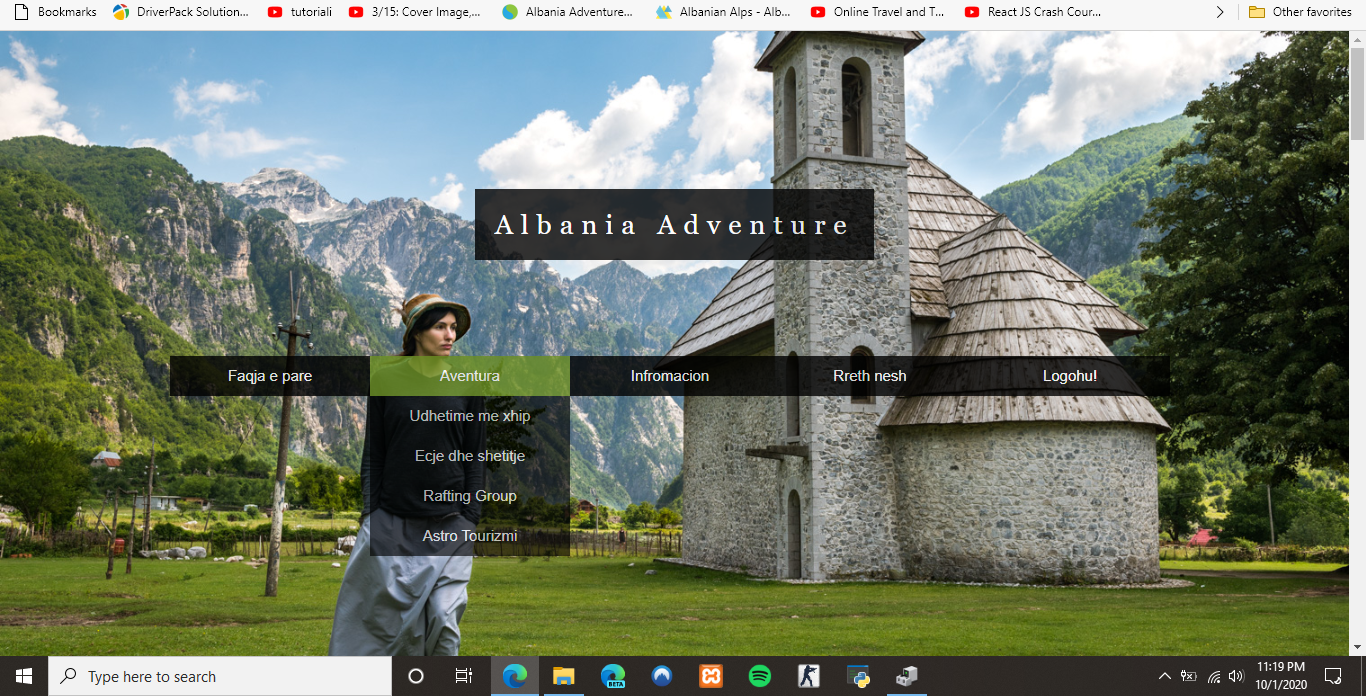 Bookmarks DriverPack Solution... tutoriali 3/15: Cover Image,... Albania Adventure... Albanian Alps - Alb... Online Travel and T... React JS Crash Cour... Other favorites
Albania Adventure
Faqja e pare Aventura Infromacion Rreth nesh Logohu!
Udhetime me xhip
Ecje dhe shetitje
Rafting Group
Astro Tourizmi
Type here to search
BETA
11:19 PM
10/1/2020